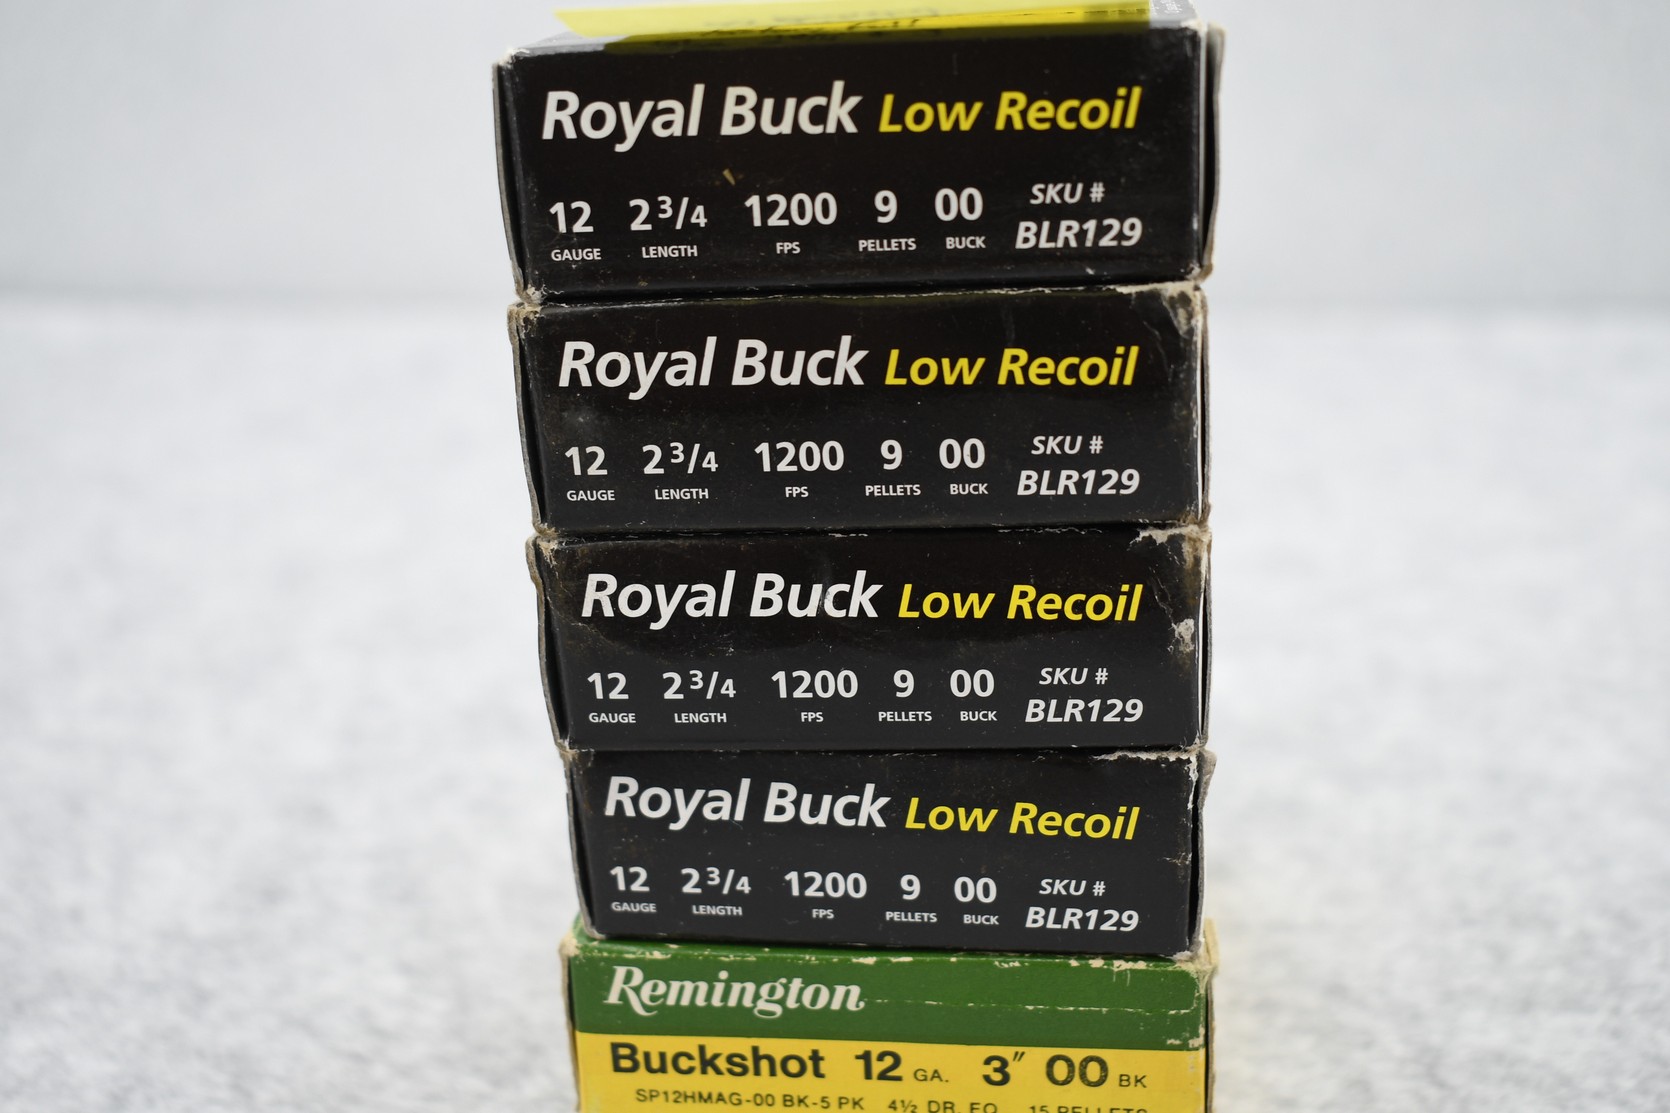 Royal Buck Low Recoil
12 2 3/4 1200 9 00 SKU #
GAUGE LENGTH FPS PELLETS BUCK BLR129
Royal Buck Low Recoil
12 2 3/4 1200 9 00 SKU #
GAUGE LENGTH FPS PELLETS BUCK BLR129
Royal Buck Low Recoil
12 2 3/4 1200 9 00 SKU #
GAUGE LENGTH FPS PELLETS BUCK BLR129
Royal Buck Low Recoil
12 2 3/4 1200 9 00 SKU #
GAUGE LENGTH FPS PELLETS BUCK BLR129
Remington
Buckshot 12 GA. 3" 00 BK
SP12HMAG-00 BK-5 PK 4½ DR. EQ. 15 PELLETS